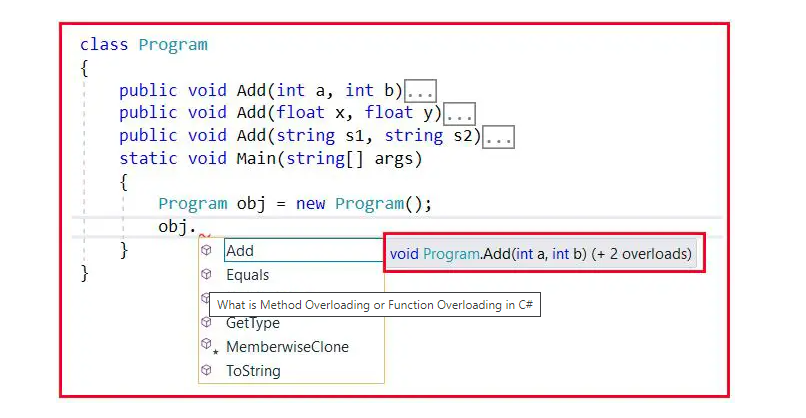 class Program
{
public void Add(int a, int b)...
public void Add(float x, float y)...
public void Add(string s1, string s2)...
static void Main(string[] args)
{
Program obj = new Program();
obj.
}
}
Add
void Program.Add(int a, int b) (+ 2 overloads)
Equals
What is Method Overloading or Function Overloading in C#
GetType
MemberwiseClone
ToString